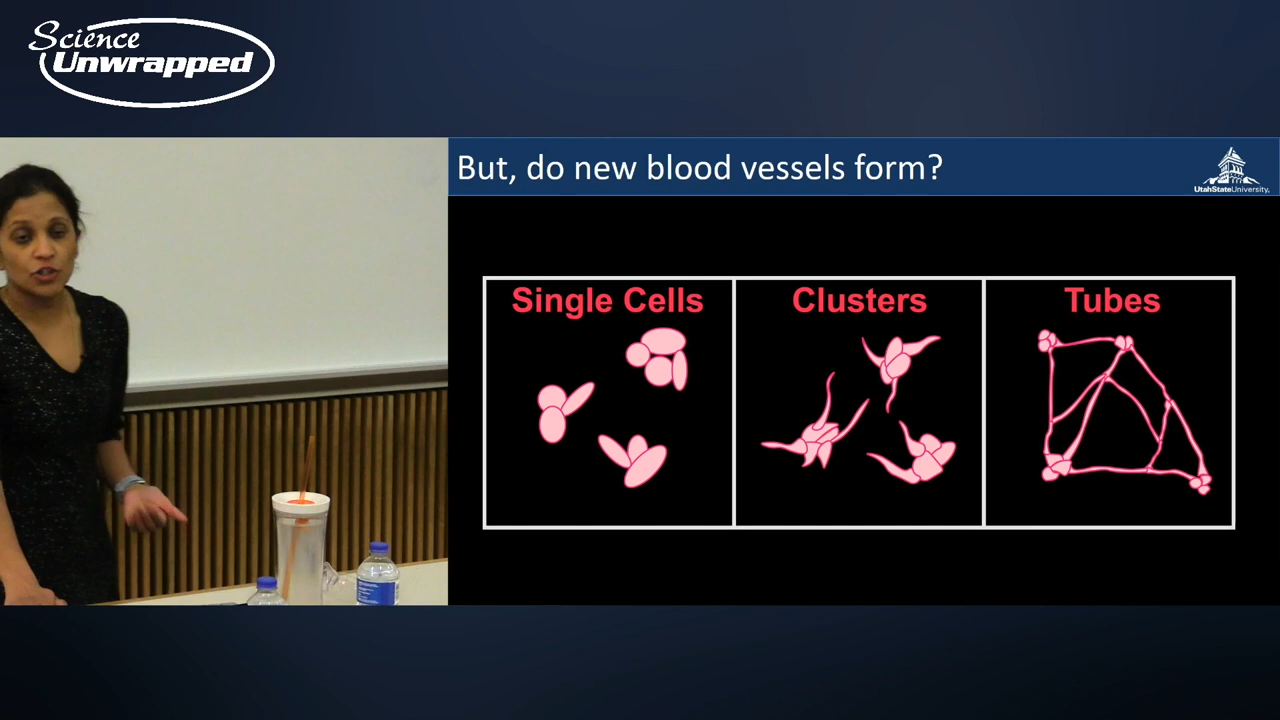 Science
Unwrapped
But, do new blood vessels form?
UtahStateUniversity.
Single Cells
Clusters
Tubes